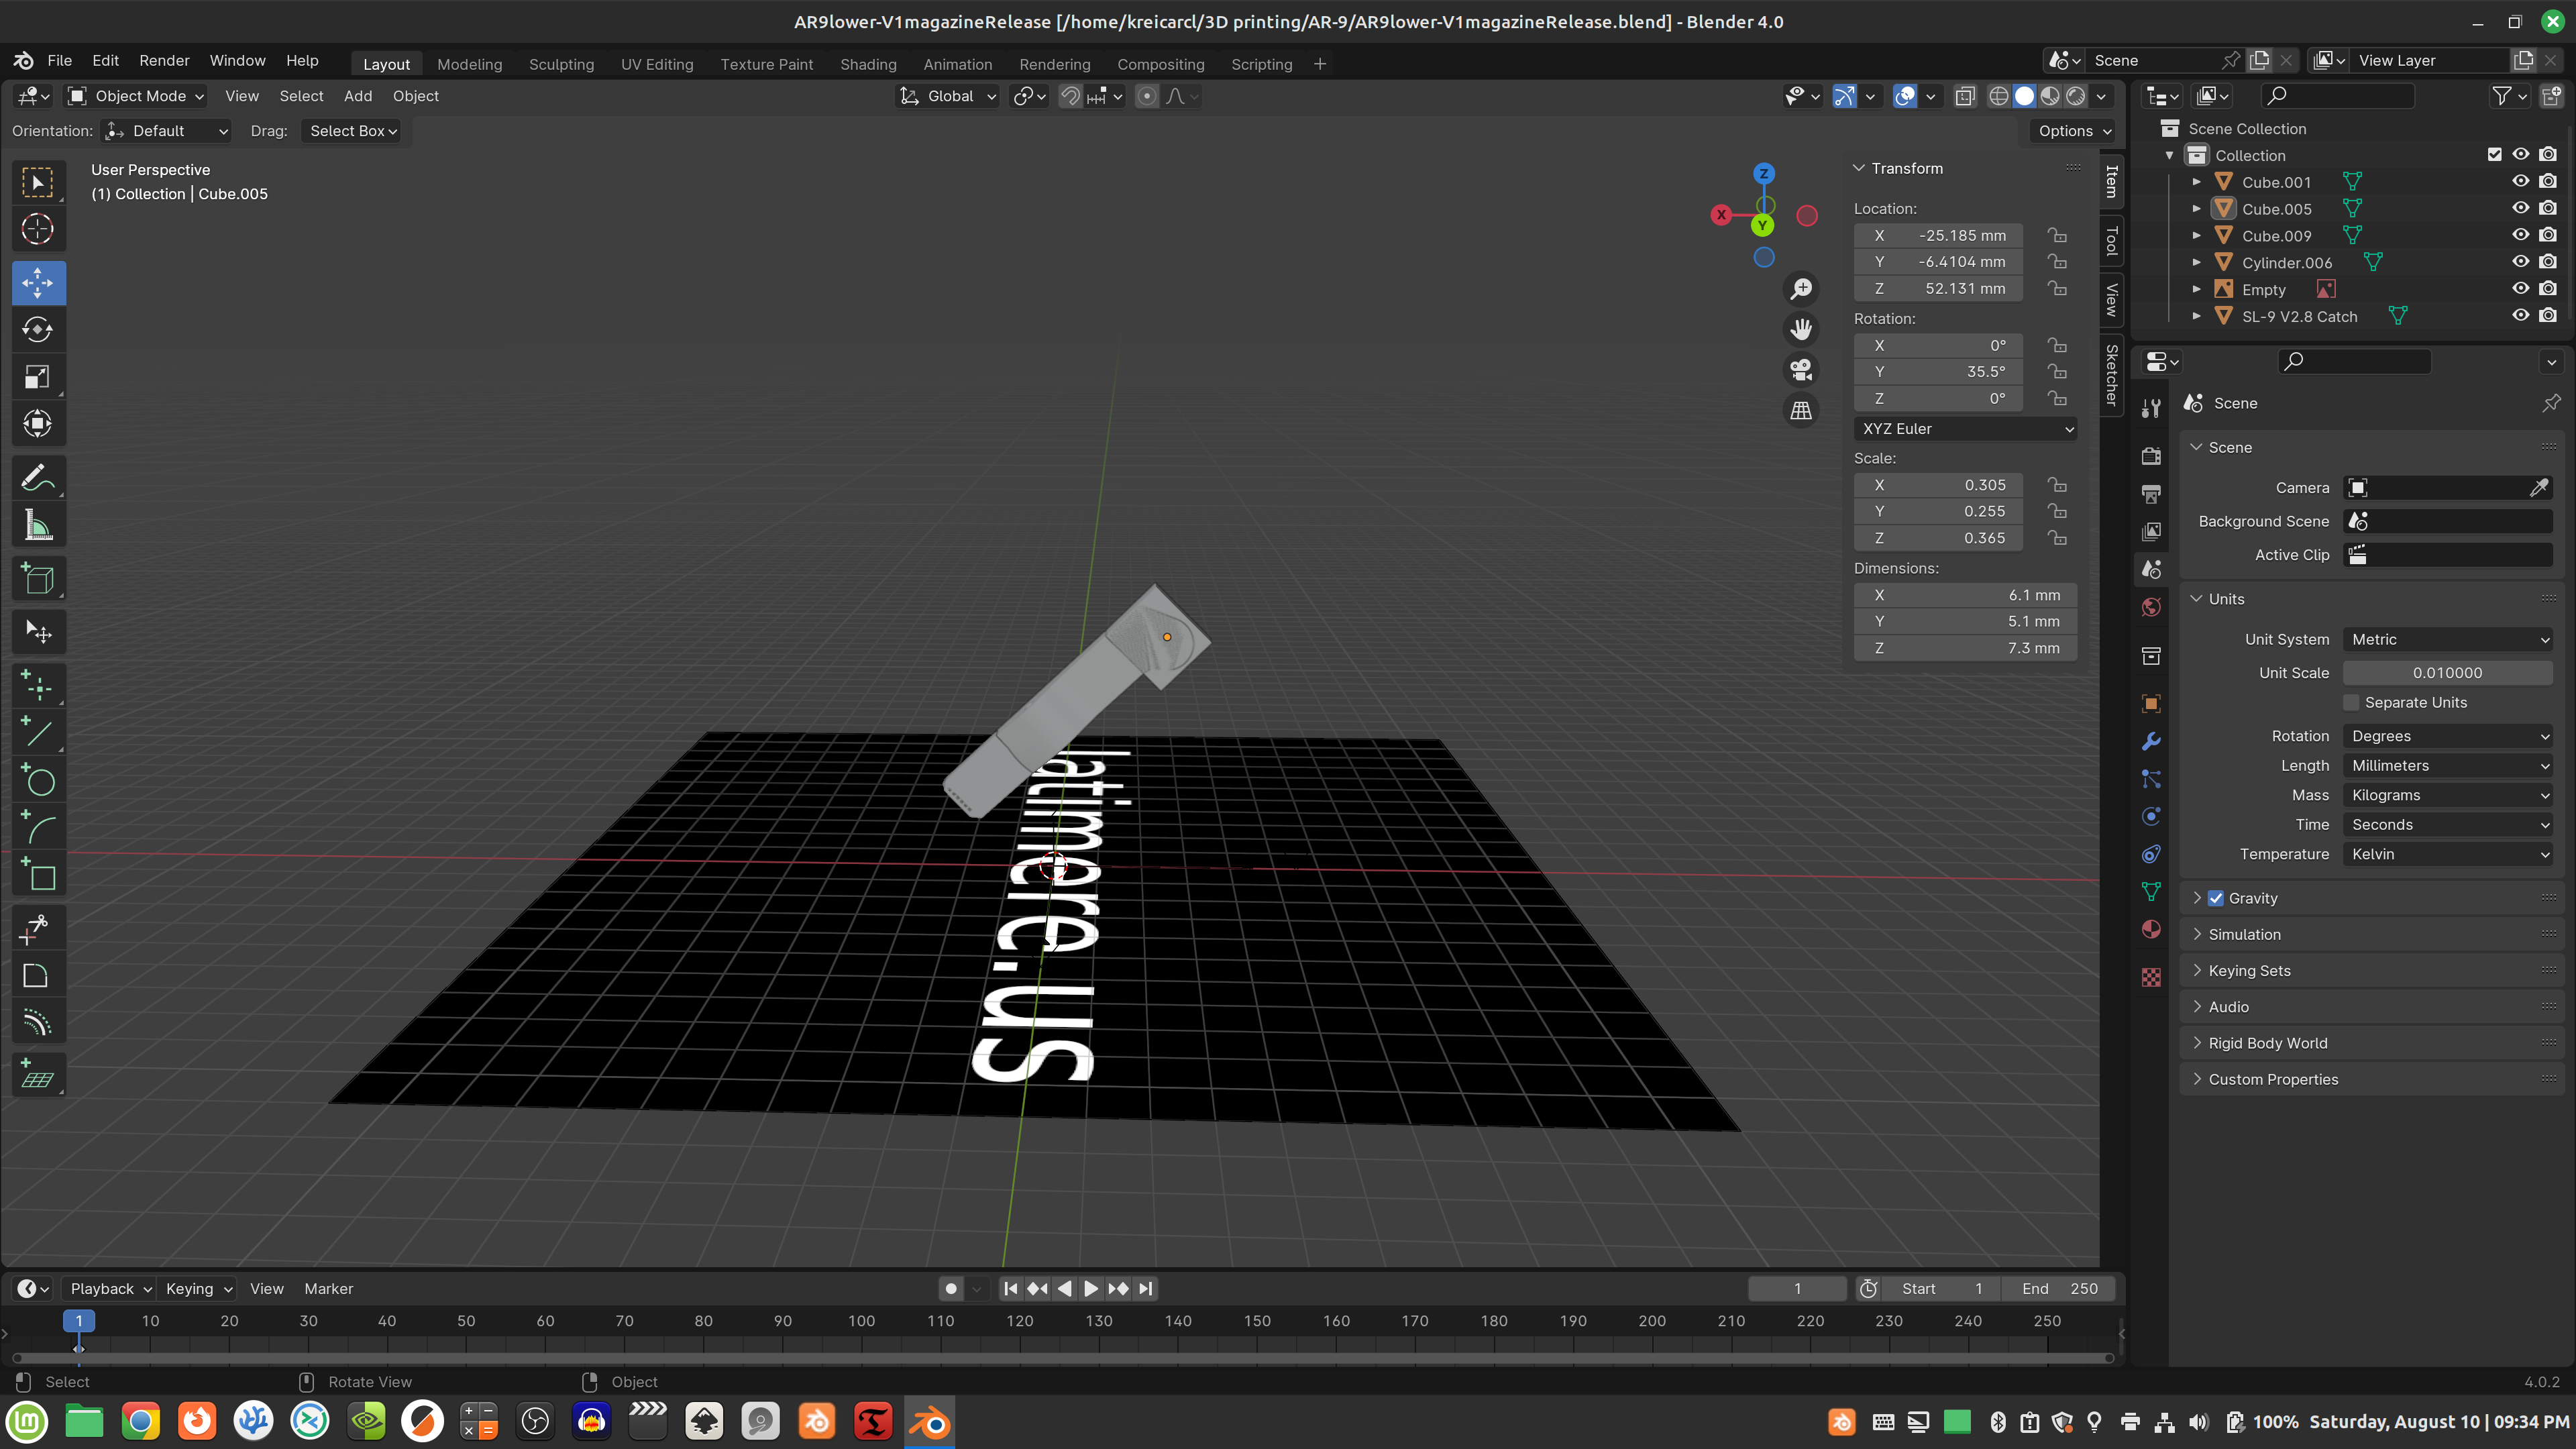 AR9lower-V1magazineRelease [/home/kreicarcl/3D printing/AR-9/AR9lower-V1magazineRelease.blend] - Blender 4.0
File Edit Render Window Help Layout Modeling Sculpting UV Editing Texture Paint Shading Animation Rendering Compositing Scripting + Scene View Layer
Object Mode View Select Add Object Global
Orientation: Default Drag: Select Box Options
User Perspective
(1) Collection | Cube.005
Z
X
Y
Transform
Location:
X -25.185 mm
Y -6.4104 mm
Z 52.131 mm
Rotation:
X 0°
Y 35.5°
Z 0°
XYZ Euler
Scale:
X 0.305
Y 0.255
Z 0.365
Dimensions:
X 6.1 mm
Y 5.1 mm
Z 7.3 mm
Item
Tool
View
Sketcher
Scene Collection
Collection
Cube.001
Cube.005
Cube.009
Cylinder.006
Empty
SL-9 V2.8 Catch
Scene
Scene
Camera
Background Scene
Active Clip
Units
Unit System Metric
Unit Scale 0.010000
Separate Units
Rotation Degrees
Length Millimeters
Mass Kilograms
Time Seconds
Temperature Kelvin
Gravity
Simulation
Keying Sets
Audio
Rigid Body World
Custom Properties
Playback Keying View Marker 1 Start 1 End 250
1 10 20 30 40 50 60 70 80 90 100 110 120 130 140 150 160 170 180 190 200 210 220 230 240 250
Select Rotate View Object 4.0.2
100% Saturday, August 10 | 09:34 PM